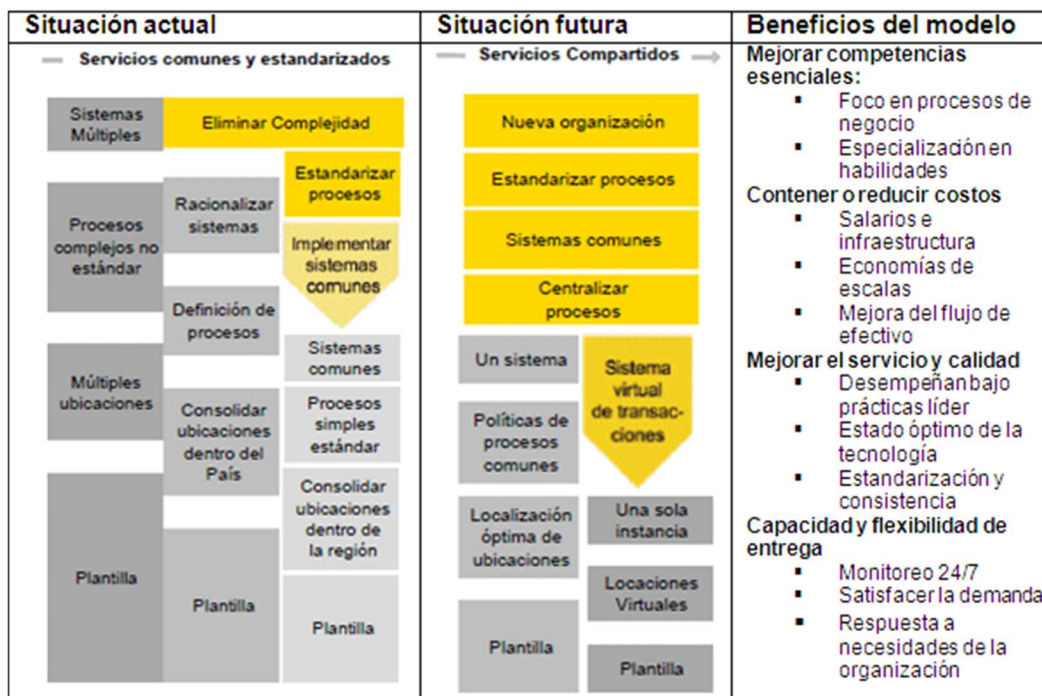 Situación actual
Servicios comunes y estandarizados
Sistemas
Múltiples
Procesos
complejos no
estándar
Múltiples
ubicaciones
Plantilla
Eliminar Complejidad
Racionalizar
sistemas
Definición de
procesos
Consolidar
ubicaciones
dentro del
País
Plantilla
Estandarizar
procesos
Implementar
sistemas
comunes
Sistemas
comunes
Procesos
simples
estándar
Consolidar
ubicaciones
dentro de
la región
Plantilla
Situación futura
Servicios Compartidos
Nueva organización
Estandarizar procesos
Sistemas comunes
Centralizar
procesos
Un sistema
Políticas de
procesos
comunes
Localización
óptima de
ubicaciones
Plantilla
Sistema
virtual
de transac-
ciones
Una sola
instancia
Locaciones
Virtuales
Plantilla
Beneficios del modelo
Mejorar competencias
esenciales:
▪ Foco en procesos de
negocio
▪ Especialización en
habilidades
Contener o reducir costos
▪ Salarios e
infraestructura
▪ Economías de
escalas
▪ Mejora del flujo de
efectivo
Mejorar el servicio y calidad
▪ Desempeñan bajo
prácticas líder
▪ Estado óptimo de la
tecnología
▪ Estandarización y
consistencia
Capacidad y flexibilidad de
entrega
▪ Monitoreo 24/7
▪ Satisfacer la demanda
▪ Respuesta a
necesidades de la
organización